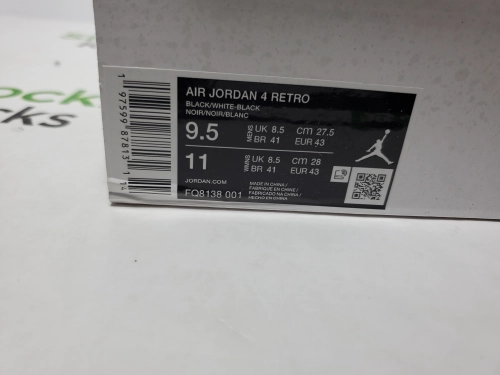 AIR JORDAN 4 RETRO
BLACK/WHITE-BLACK
NOIR/NOIR/BLANC
9.5 MENS UK 8.5 CM 27.5
BR 41 EUR 43
11 WMNS UK 8.5 CM 28
BR 41 EUR 43
JORDAN.COM
FQ8138 001
MADE IN CHINA /
FABRIQUÉ EN CHINE /
FABRICADO NA CHINA /
HECHO EN CHINA
1 97599 87813 1